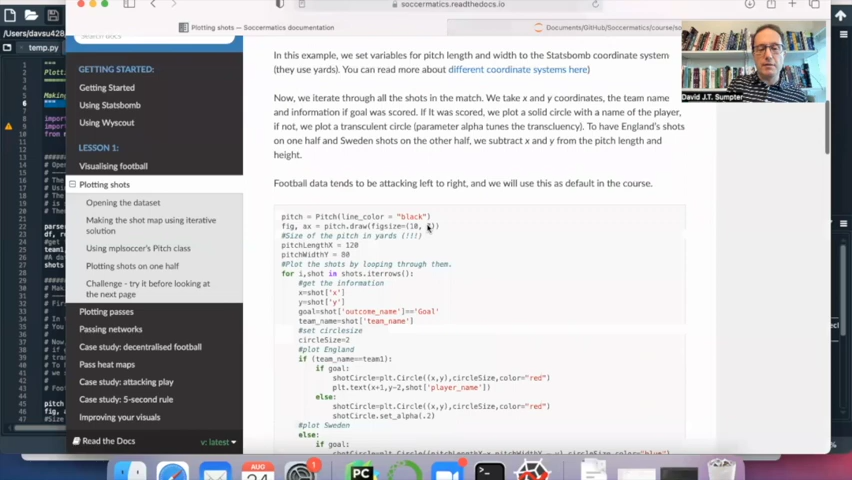 soccermatics.readthedocs.io
Plotting shots — Soccermatics documentation
Documents/GitHub/Soccermatics/course/
/Users/davsu428,
temp.py
Search docs
GETTING STARTED:
Getting Started
Using Statsbomb
Using Wyscout
LESSON 1:
Visualising football
Plotting shots
Opening the dataset
Making the shot map using iterative
solution
Using mplsoccer's Pitch class
Plotting shots on one half
Challenge - try it before looking at
the next page
Plotting passes
Passing networks
Case study: decentralised football
Pass heat maps
Case study: attacking play
Case study: 5-second rule
Improving your visuals
Read the Docs
v: latest
In this example, we set variables for pitch length and width to the Statsbomb coordinate system
(they use yards). You can read more about different coordinate systems here)
Now, we iterate through all the shots in the match. We take x and y coordinates, the team name
and information if goal was scored. If It was scored, we plot a solid circle with a name of the player,
if not, we plot a transculent circle (parameter alpha tunes the transcluency). To have England's shots
on one half and Sweden shots on the other half, we subtract x and y from the pitch length and
height.
Football data tends to be attacking left to right, and we will use this as default in the course.
pitch = Pitch(line_color = "black")
fig, ax = pitch.draw(figsize=(10, 
#Size of the pitch in yards (!!!)
pitchLengthX = 120
pitchWidthY = 80
#Plot the shots by looping through them.
for i,shot in shots.iterrows():
#get the information
x=shot['x']
y=shot['y']
goal=shot['outcome_name']=='Goal'
team_name=shot['team_name']
#set circlesize
circleSize=2
#plot England
if (team_name==team1):
if goal:
shotCircle=plt.Circle((x,y),circleSize,color="red")
plt.text(x+1,y-2,shot['player_name'])
else:
shotCircle=plt.Circle((x,y),circleSize,color="red")
shotCircle.set_alpha(.2)
#plot Sweden
else:
if goal:
David J.T. Sumpter
AUG
PC